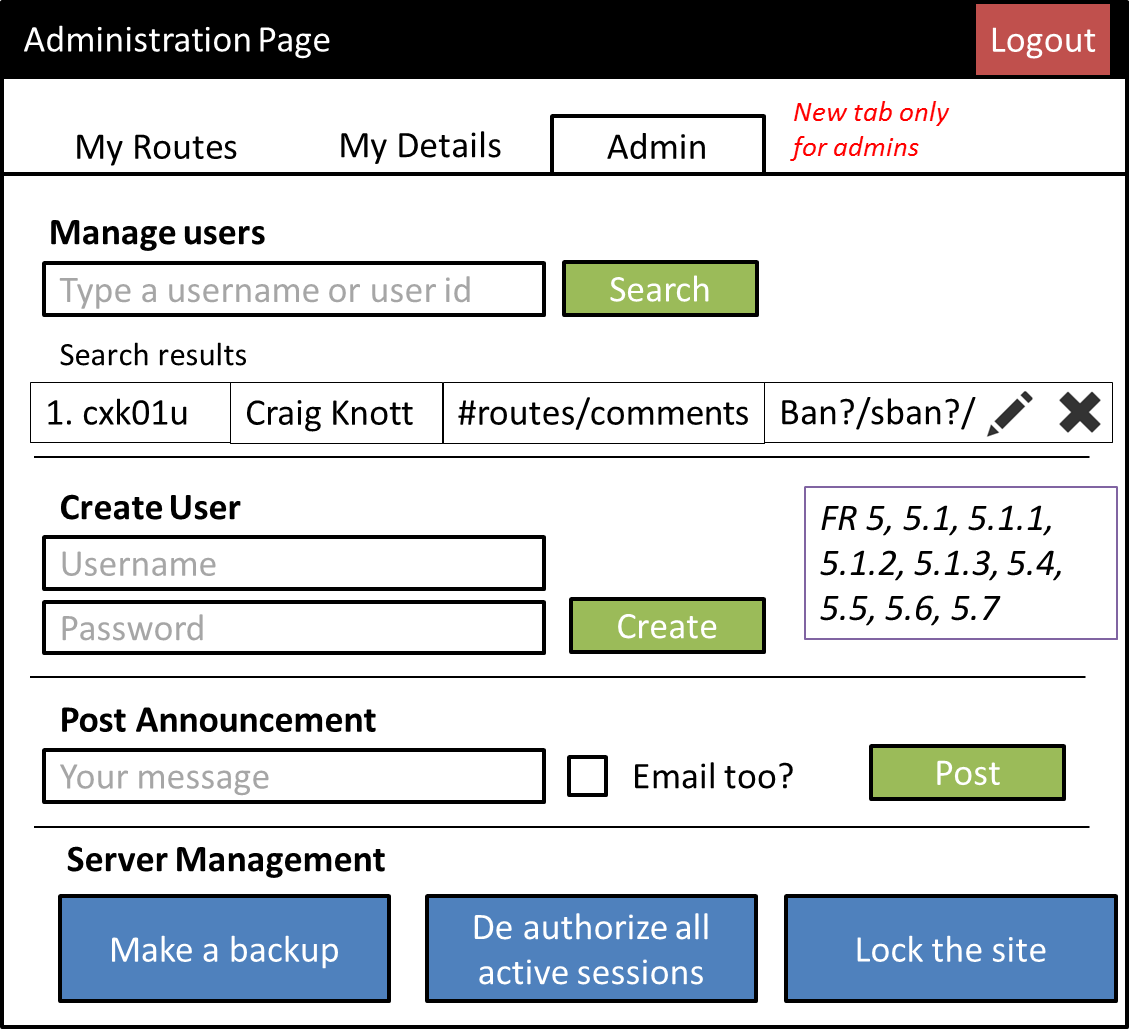 Administration Page
Logout
My Routes
My Details
Admin
New tab only
for admins
Manage users
Type a username or user id
Search
Search results
1. cxk01u
Craig Knott
#routes/comments
Ban?/sban?/
Create User
Username
Password
Create
FR 5, 5.1, 5.1.1,
5.1.2, 5.1.3, 5.4,
5.5, 5.6, 5.7
Post Announcement
Your message
Email too?
Post
Server Management
Make a backup
De authorize all
active sessions
Lock the site